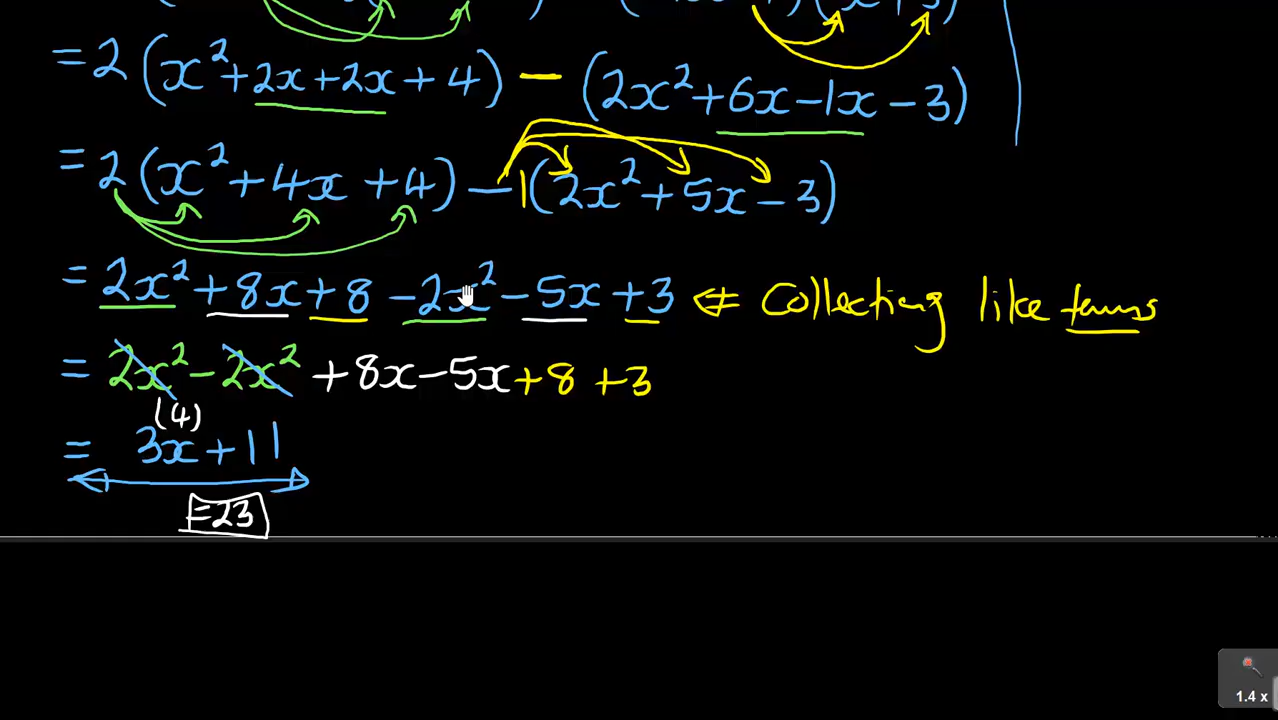 = 2 (x² + 2x + 2x + 4) − (2x² + 6x − 1x − 3)
= 2 (x² + 4x + 4) − 1(2x² + 5x − 3)
= 2x² + 8x + 8 − 2x² − 5x + 3 ⇐ Collecting like terms
= 2x² − 2x² + 8x − 5x + 8 + 3
(4)
= 3x + 11
= 23
1.4 x